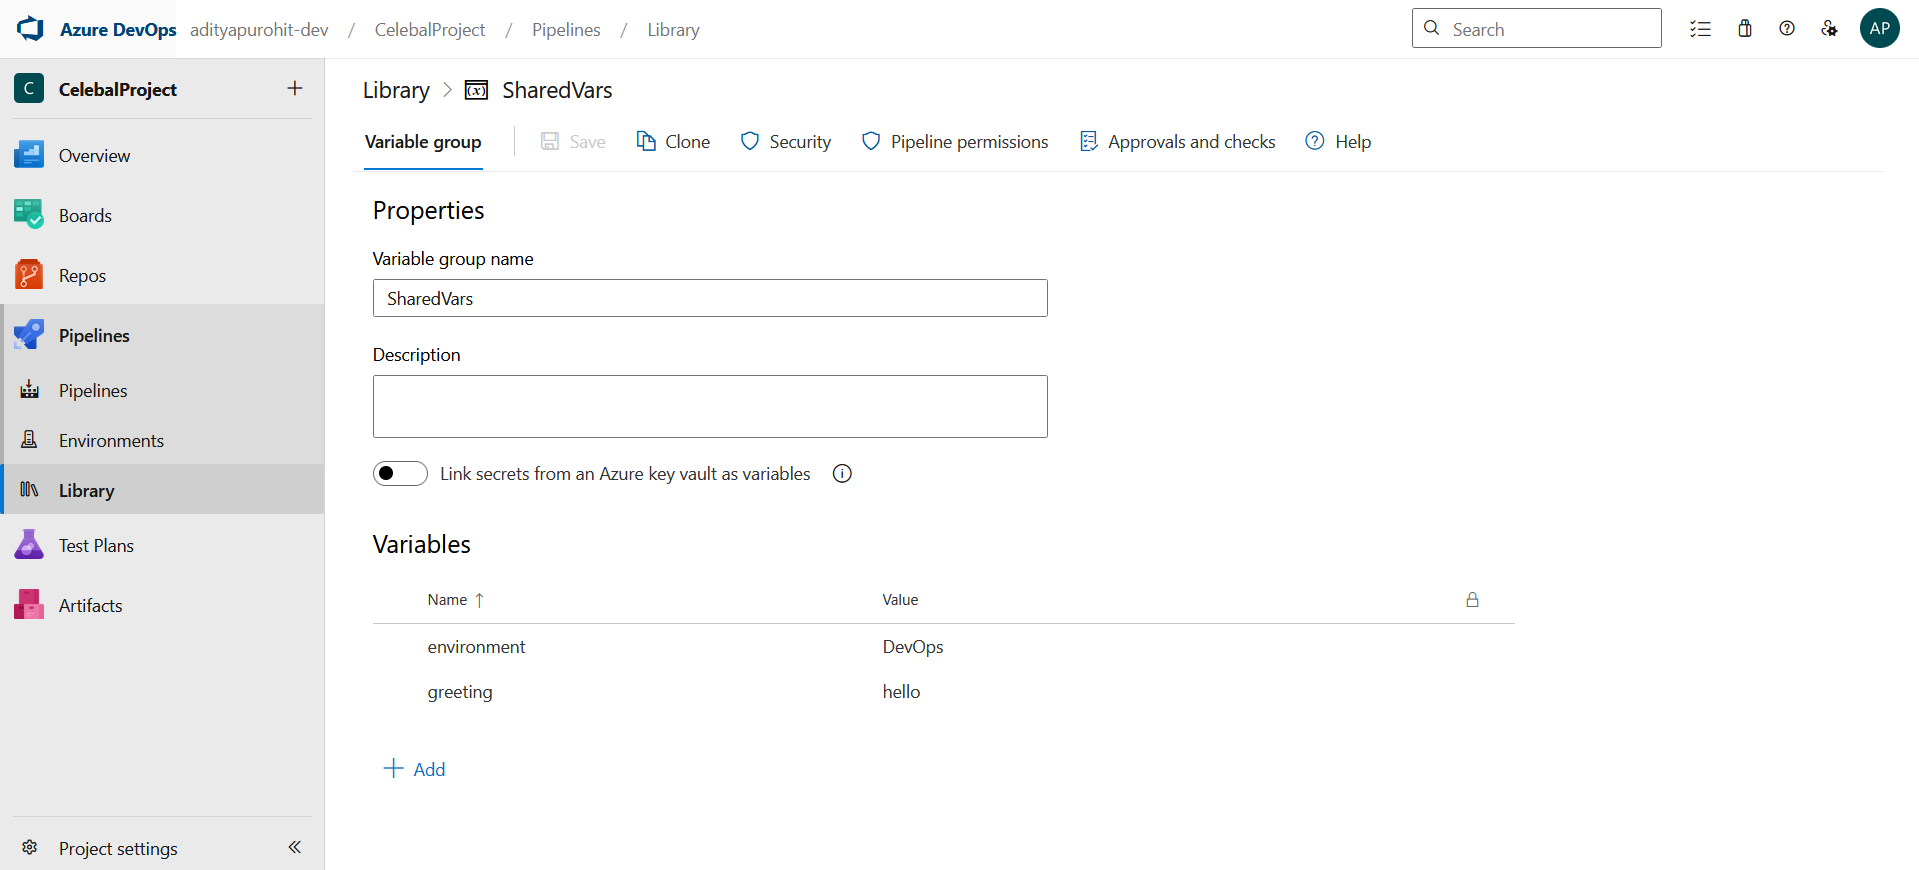 Azure DevOps adityapurohit-dev / CelebalProject / Pipelines / Library
Search
AP
C CelebalProject
Overview
Boards
Repos
Pipelines
Pipelines
Environments
Library
Test Plans
Artifacts
Project settings
Library > (x) SharedVars
Variable group Save Clone Security Pipeline permissions Approvals and checks Help
Properties
Variable group name
SharedVars
Description
Link secrets from an Azure key vault as variables
Variables
Name ↑ Value
environment DevOps
greeting hello
+ Add